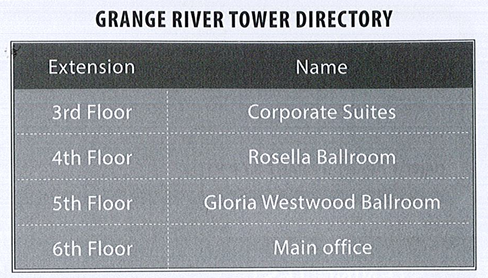 GRANGE RIVER TOWER DIRECTORY
Extension Name
3rd Floor Corporate Suites
4th Floor Rosella Ballroom
5th Floor Gloria Westwood Ballroom
6th Floor Main office